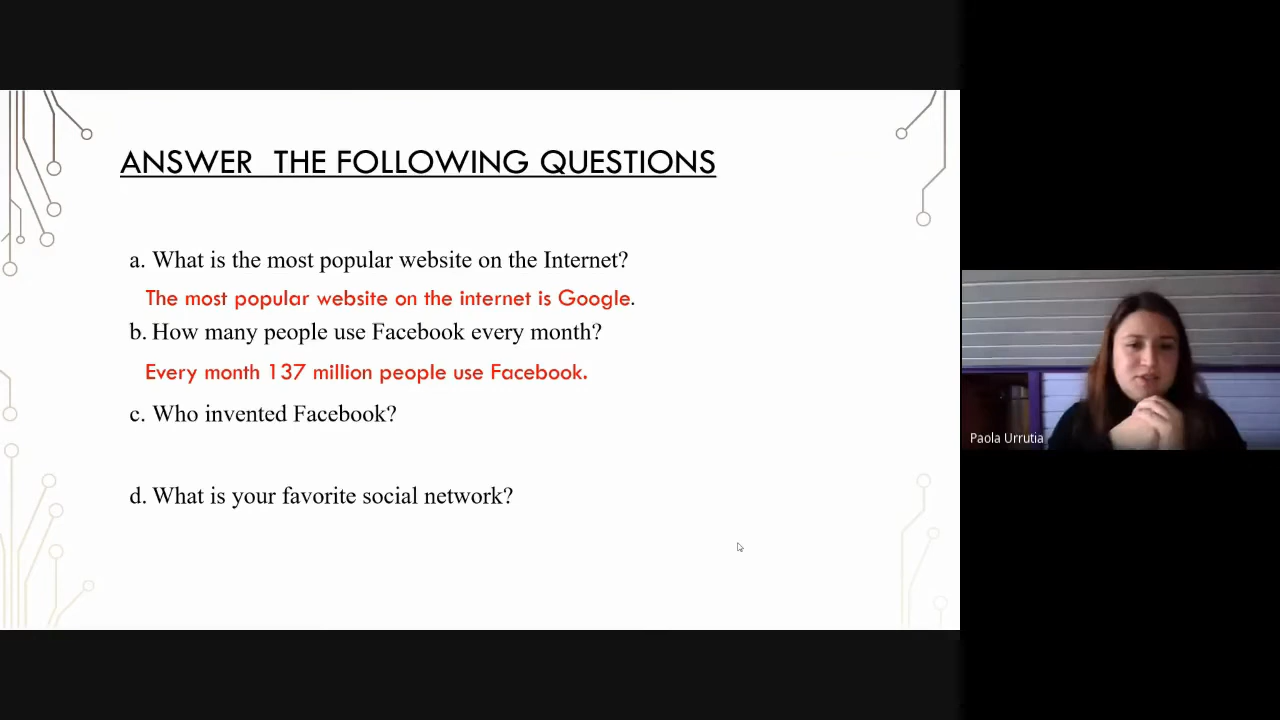 ANSWER THE FOLLOWING QUESTIONS
a. What is the most popular website on the Internet?
The most popular website on the internet is Google.
b. How many people use Facebook every month?
Every month 137 million people use Facebook.
c. Who invented Facebook?
d. What is your favorite social network?
Paola Urrutia